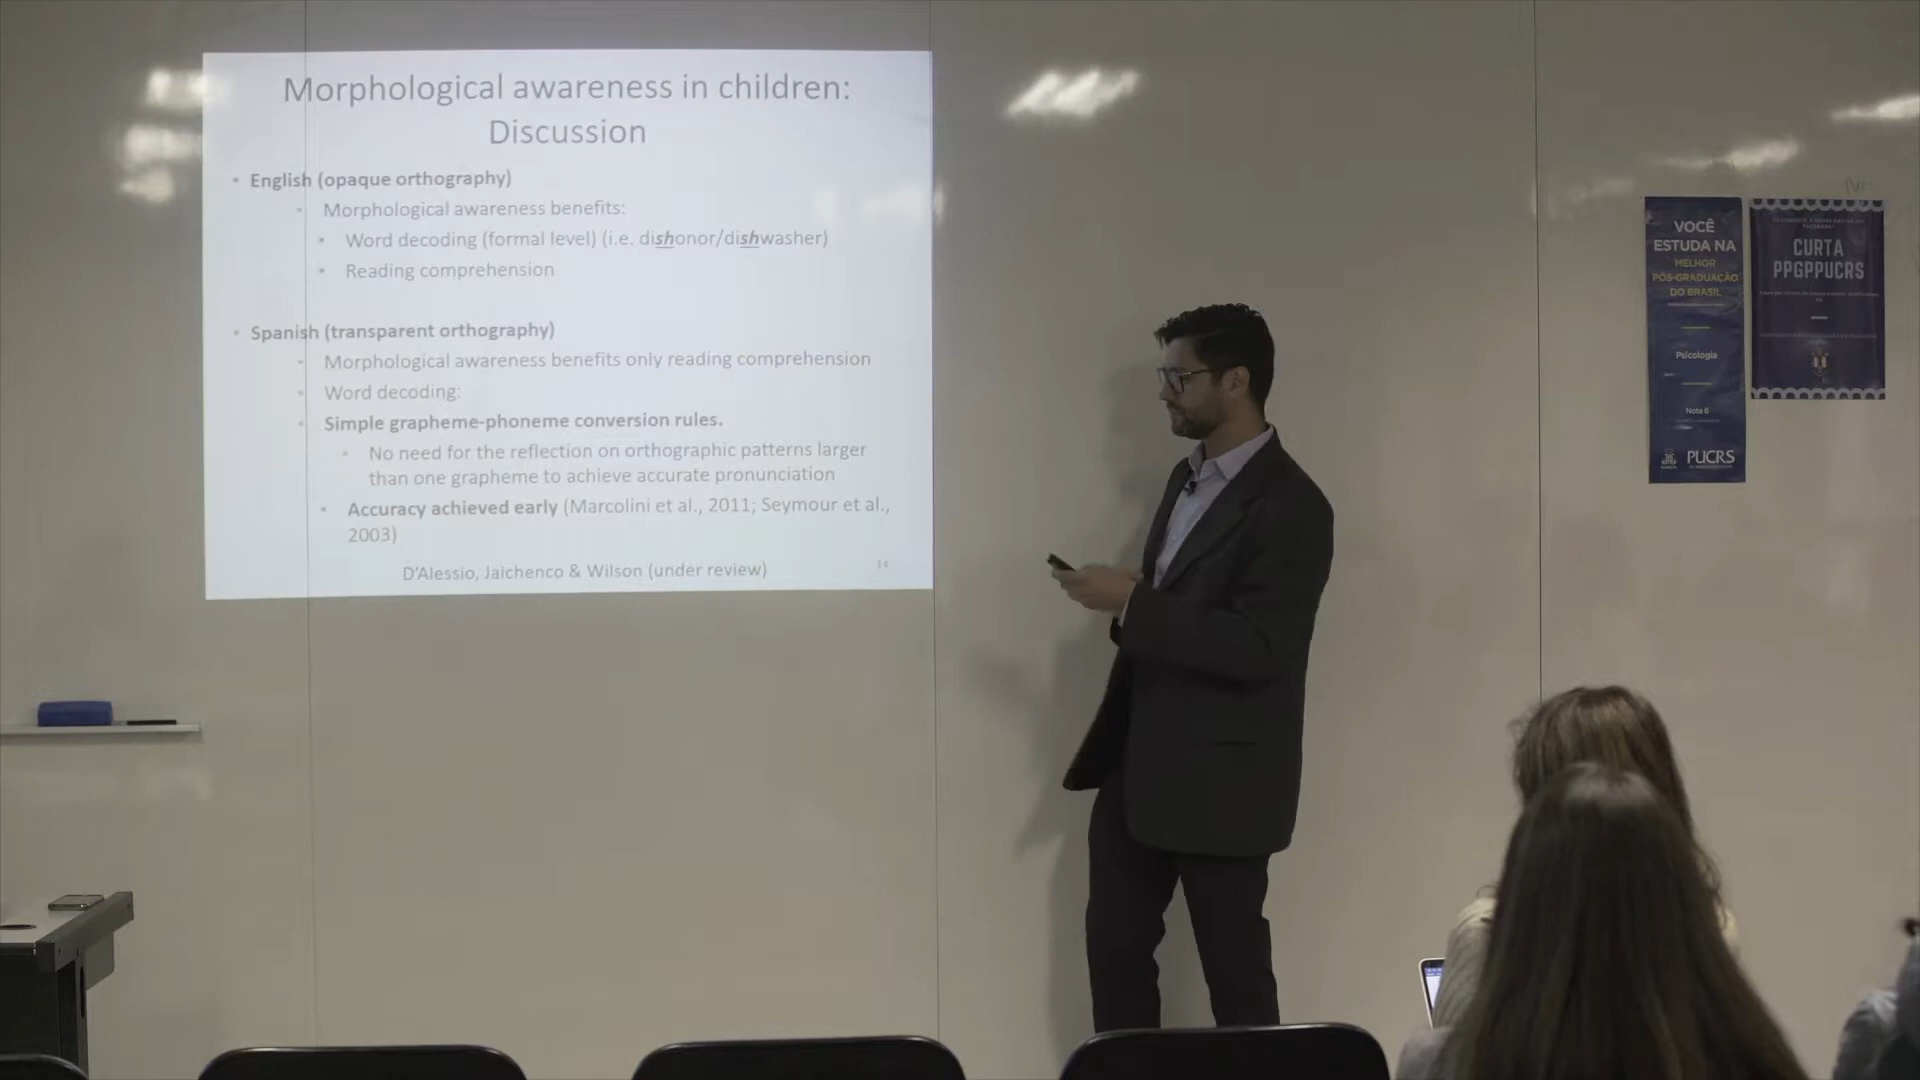 Morphological awareness in children:
Discussion
• English (opaque orthography)
• Morphological awareness benefits:
• Word decoding (formal level) (i.e. dishonor/dishwasher)
• Reading comprehension
• Spanish (transparent orthography)
• Morphological awareness benefits only reading comprehension
• Word decoding:
• Simple grapheme-phoneme conversion rules.
• No need for the reflection on orthographic patterns larger
than one grapheme to achieve accurate pronunciation
• Accuracy achieved early (Marcolini et al., 2011; Seymour et al.,
2003)
D'Alessio, Jaichenco & Wilson (under review)
14
VOCÊ
ESTUDA NA
MELHOR
PÓS-GRADUAÇÃO
DO BRASIL
Psicologia
Nota 6
PUCRS
CURTA
PPGPPUCRS